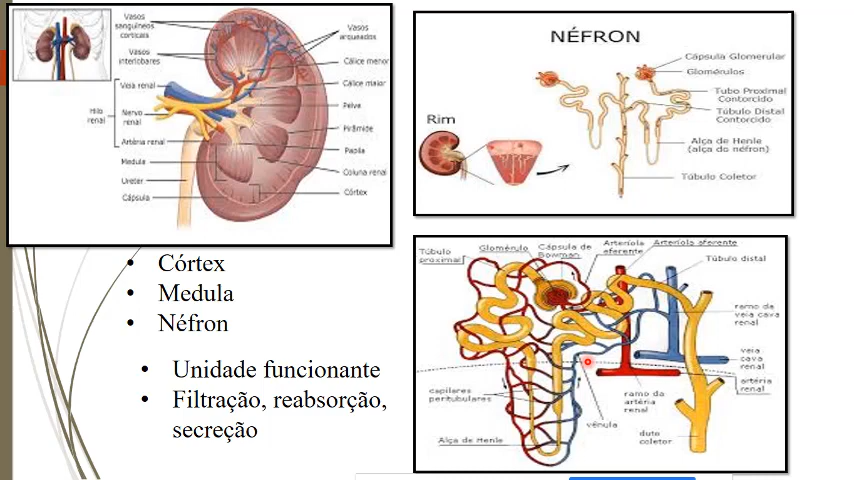 Vasos
sanguíneos
corticais
Vasos
interlobares
Veia renal
Hilo
renal
Nervo
renal
Artéria renal
Medula
Ureter
Cápsula
Vasos
arqueados
Cálice menor
Cálice maior
Pelve
Pirâmide
Papila
Coluna renal
Córtex
NÉFRON
Rim
Cápsula Glomerular
Glomérulos
Tubo Proximal
Contorcido
Túbulo Distal
Contorcido
Alça de Henle
(alça do néfron)
Túbulo Coletor
• Córtex
• Medula
• Néfron
• Unidade funcionante
• Filtração, reabsorção,
secreção
Túbulo
proximal
Glomérulo
Cápsula de
Bowman
Arteríola
eferente
Arteríola aferente
Túbulo distal
ramo da
veia cava
renal
veia
cava
renal
artéria
renal
ramo da
artéria
renal
capilares
peritubulares
vênula
Alça de Henle
duto
coletor